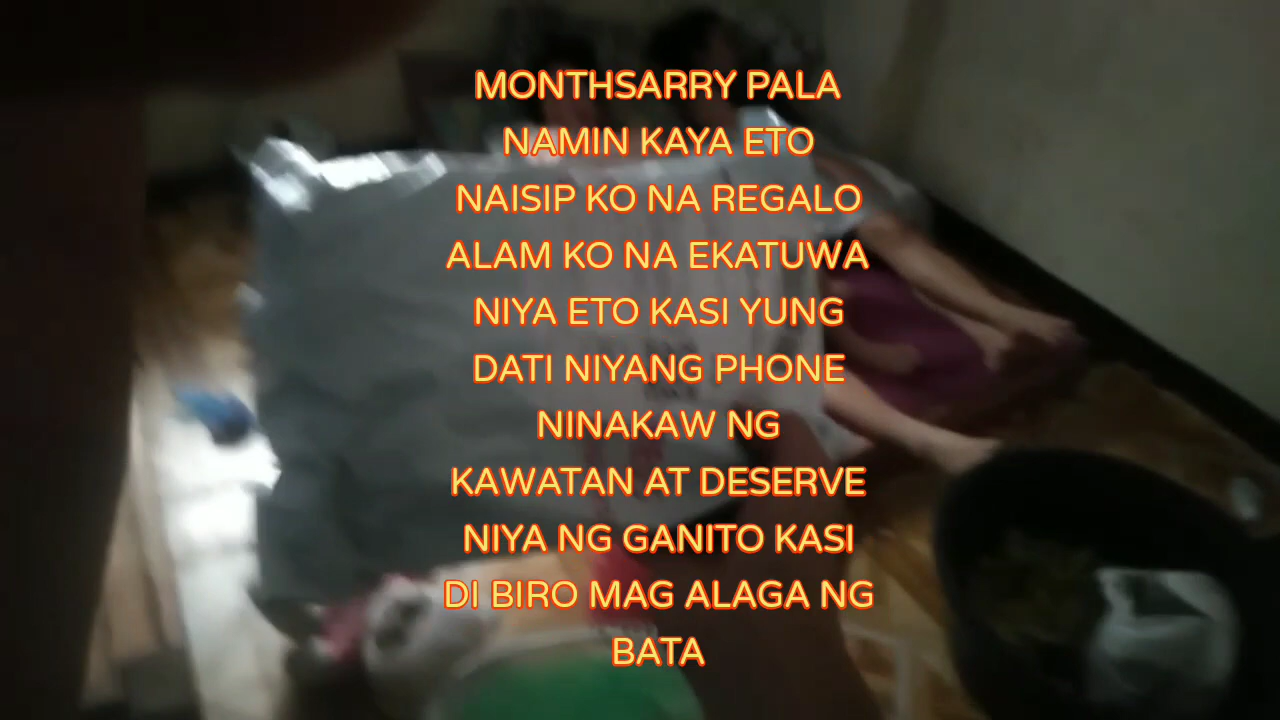 MONTHSARRY PALA
NAMIN KAYA ETO
NAISIP KO NA REGALO
ALAM KO NA EKATUWA
NIYA ETO KASI YUNG
DATI NIYANG PHONE
NINAKAW NG
KAWATAN AT DESERVE
NIYA NG GANITO KASI
DI BIRO MAG ALAGA NG
BATA